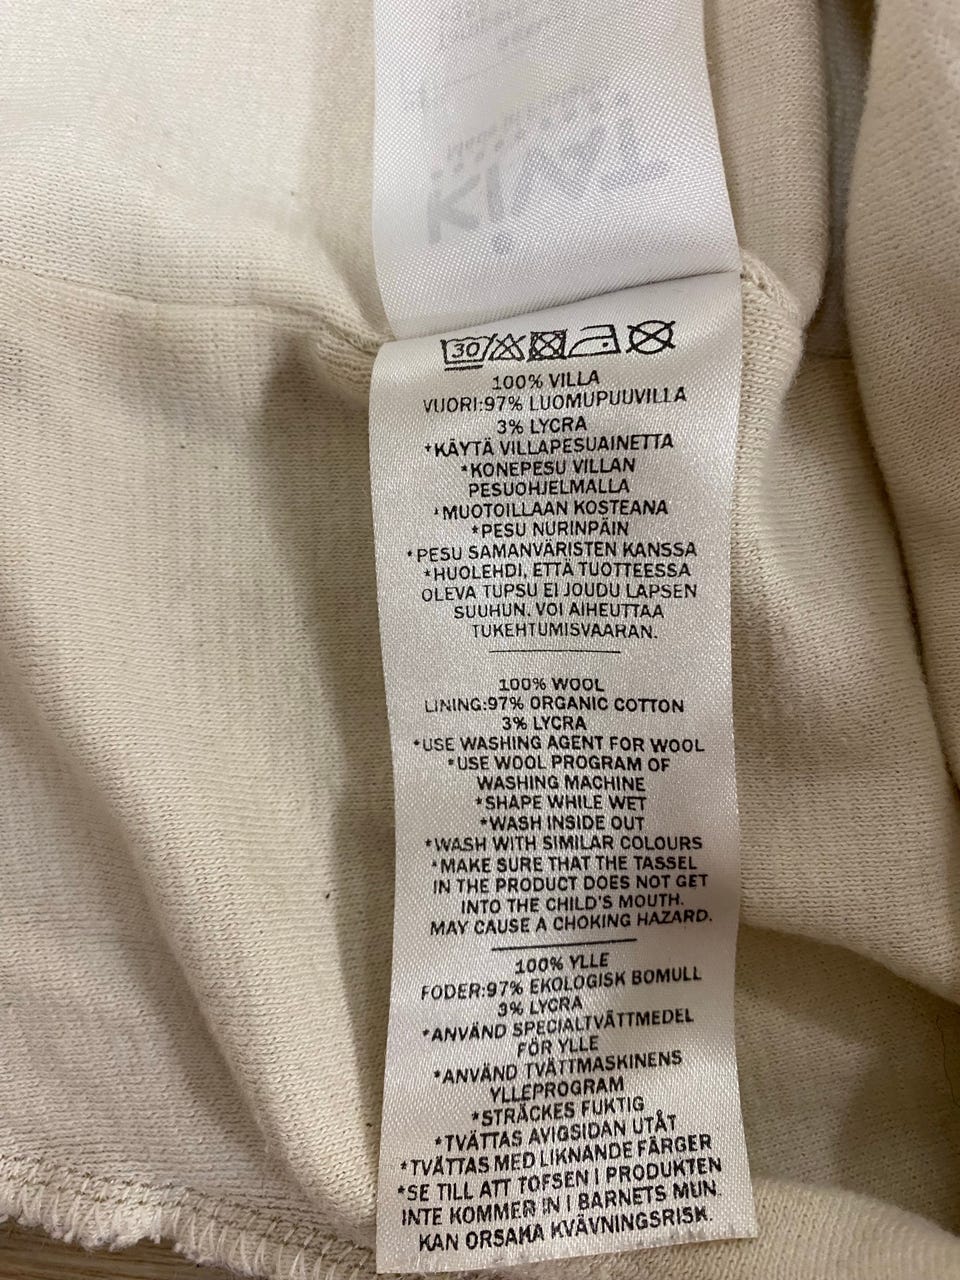 30
100% VILLA
VUORI:97% LUOMUPUUVILLA
3% LYCRA
*KÄYTÄ VILLAPESUAINETTA
*KONEPESU VILLAN
PESUOHJELMALLA
*MUOTOILLAAN KOSTEANA
*PESU NURINPÄIN
*PESU SAMANVÄRISTEN KANSSA
*HUOLEHDI, ETTÄ TUOTTEESSA
OLEVA TUPSU EI JOUDU LAPSEN
SUUHUN. VOI AIHEUTTAA
TUKEHTUMISVAARAN.
100% WOOL
LINING:97% ORGANIC COTTON
3% LYCRA
*USE WASHING AGENT FOR WOOL
*USE WOOL PROGRAM OF
WASHING MACHINE
*SHAPE WHILE WET
*WASH INSIDE OUT
*WASH WITH SIMILAR COLOURS
*MAKE SURE THAT THE TASSEL
IN THE PRODUCT DOES NOT GET
INTO THE CHILD'S MOUTH.
MAY CAUSE A CHOKING HAZARD.
100% YLLE
FODER:97% EKOLOGISK BOMULL
3% LYCRA
*ANVÄND SPECIALTVÄTTMEDEL
FÖR YLLE
*ANVÄND TVÄTTMASKINENS
YLLEPROGRAM
*STRÄCKES FUKTIG
*TVÄTTAS AVIGSIDAN UTÅT
*TVÄTTAS MED LIKNANDE FÄRGER
*SE TILL ATT TOFSEN I PRODUKTEN
INTE KOMMER IN I BARNETS MUN.
KAN ORSAKA KVÄVNINGSRISK.